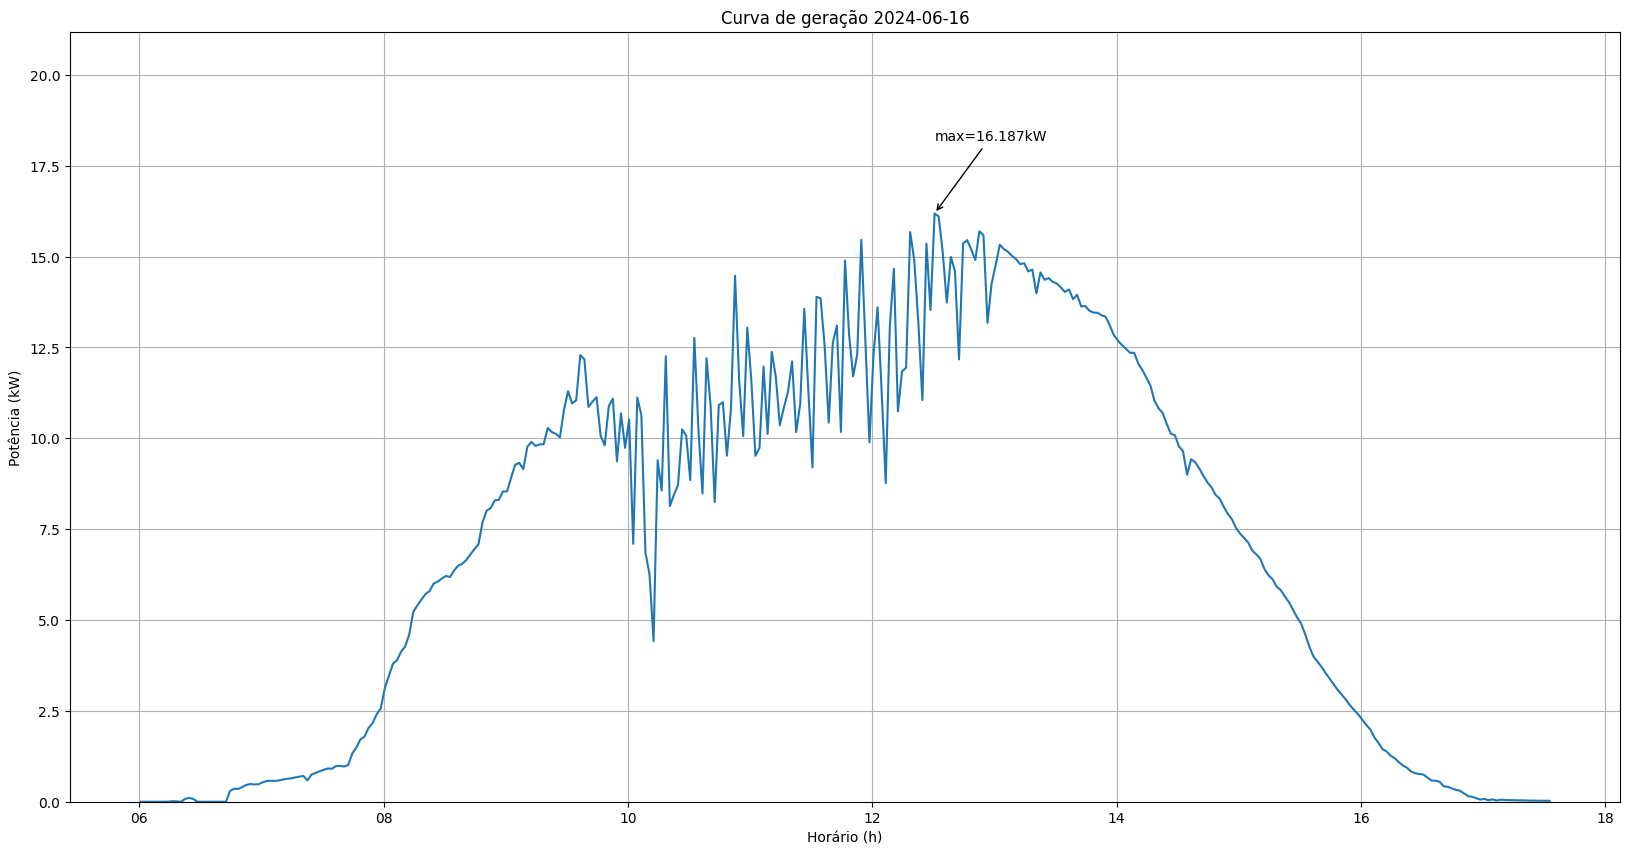 Curva de geração 2024-06-16
20.0
max=16.187kW
17.5
15.0
12.5
Potência (kW)
10.0
7.5
5.0
2.5
0.0
06 08 10 12 14 16 18
Horário (h)